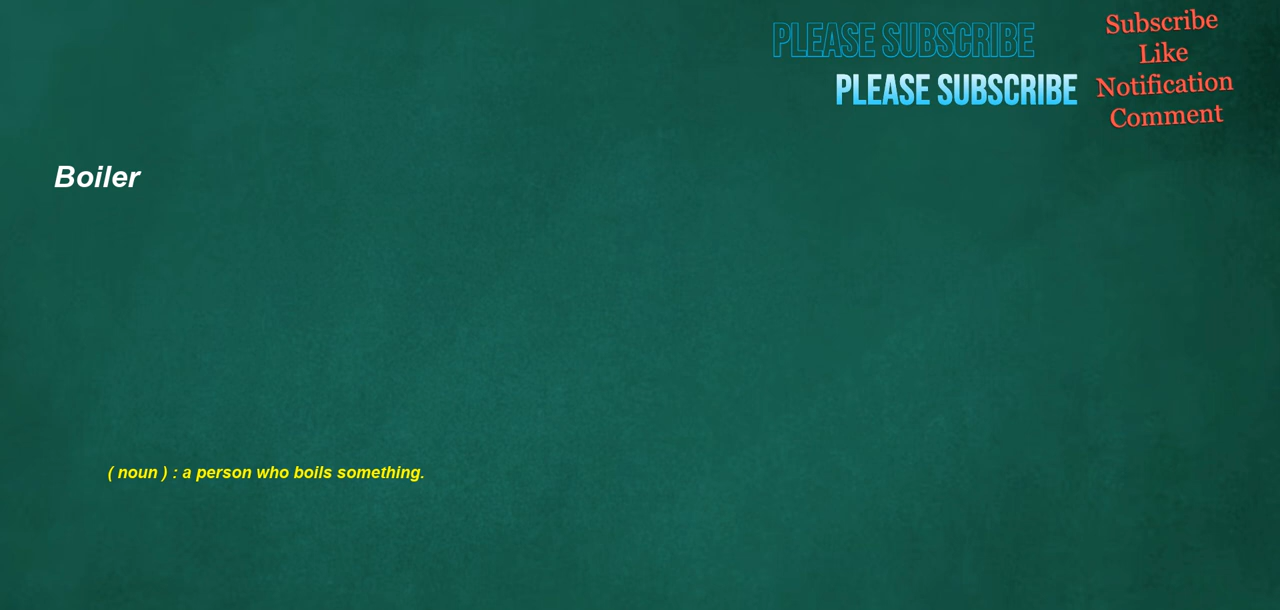 PLEASE SUBSCRIBE
PLEASE SUBSCRIBE
Subscribe
Like
Notification
Comment
Boiler
( noun ) : a person who boils something.